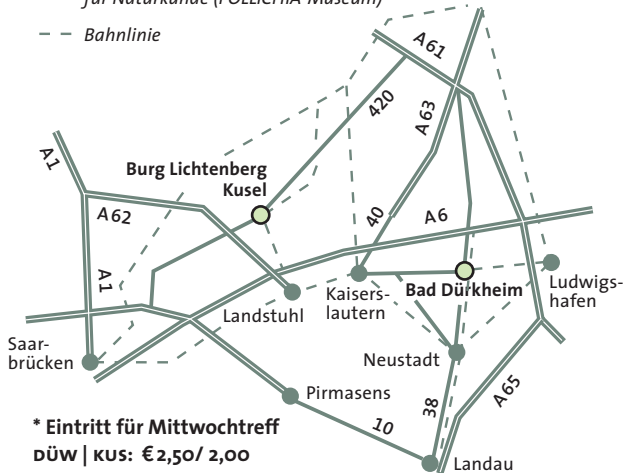 für Naturkunde (POLLICHIA-Museum)
Bahnlinie
A61
420
A63
A1
Burg Lichtenberg
Kusel
A62
40
A6
A1
Kaisers-
lautern
Bad Dürkheim
Ludwigs-
hafen
Landstuhl
Saar-
brücken
Neustadt
Pirmasens
A65
38
10
* Eintritt für Mittwochtreff
DÜW | KUS: € 2,50/ 2,00
Landau